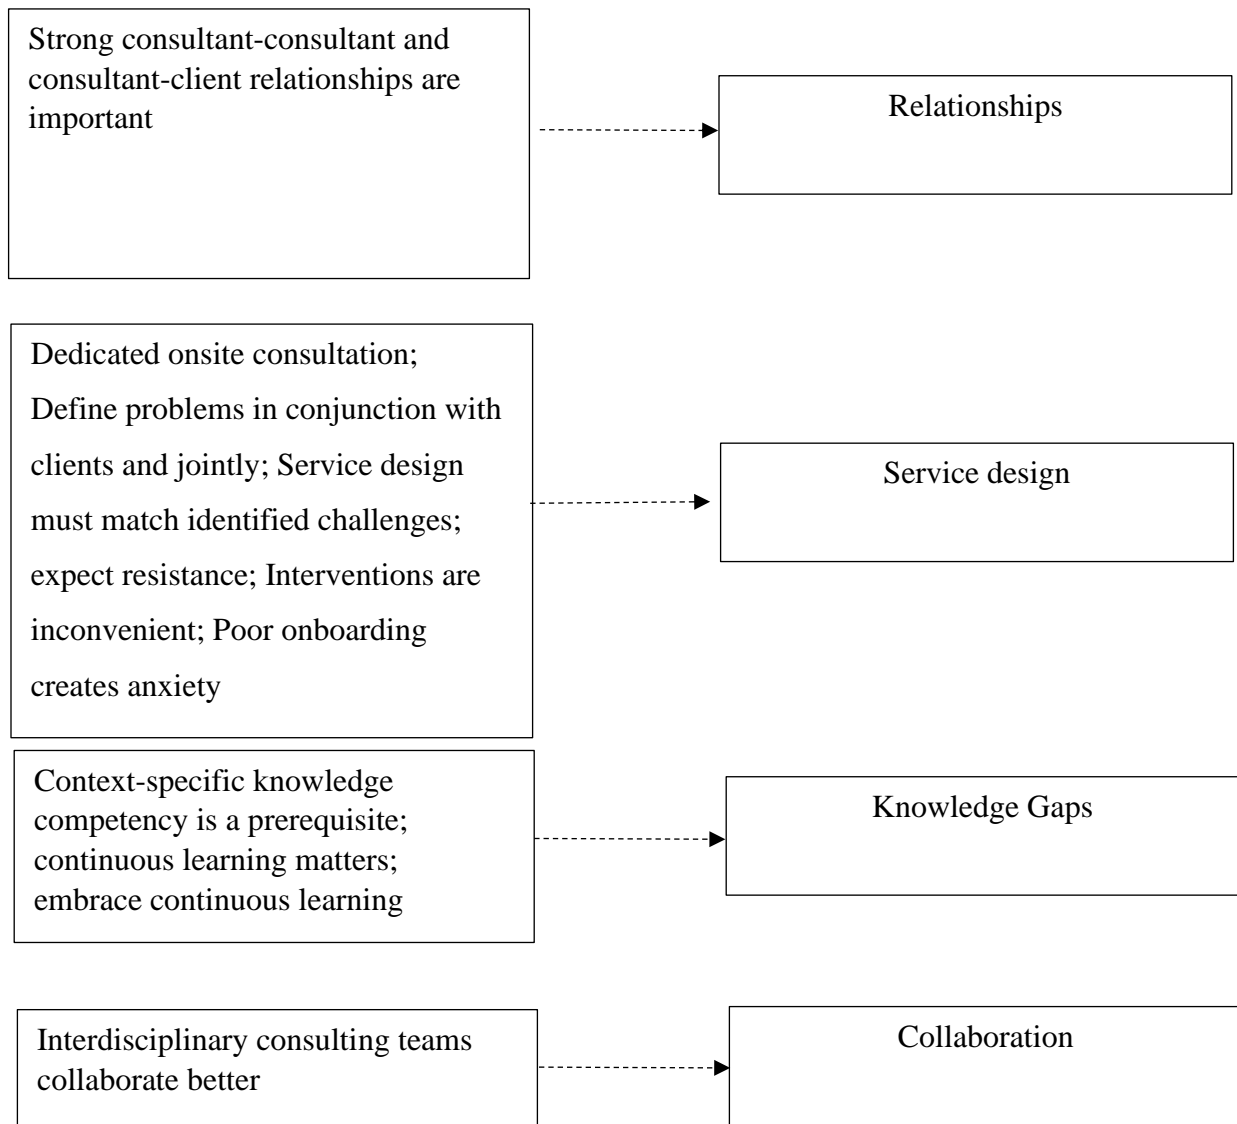 Strong consultant-consultant and
consultant-client relationships are
important
Relationships
Dedicated onsite consultation;
Define problems in conjunction with
clients and jointly; Service design
must match identified challenges;
expect resistance; Interventions are
inconvenient; Poor onboarding
creates anxiety
Service design
Context-specific knowledge
competency is a prerequisite;
continuous learning matters;
embrace continuous learning
Knowledge Gaps
Interdisciplinary consulting teams
collaborate better
Collaboration